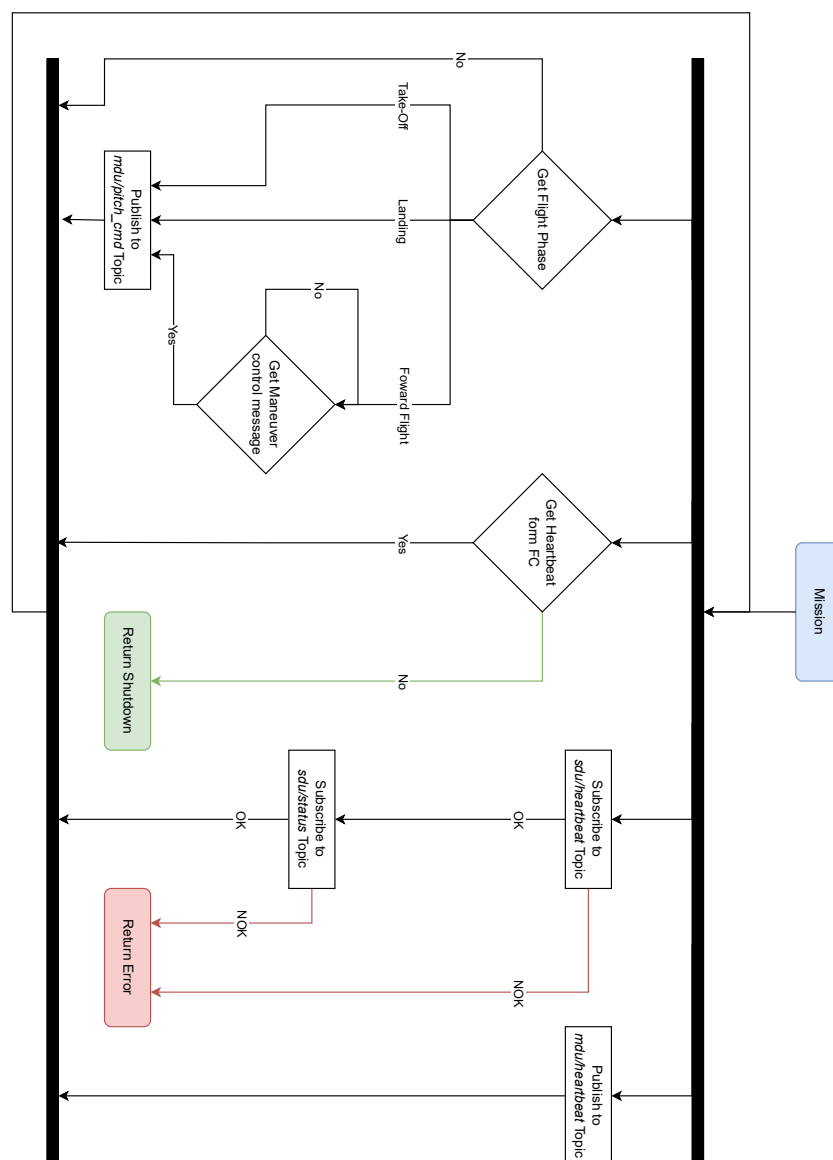 Mission
No
Get Flight Phase
Take-Off
Landing
Foward Flight
No
Get Maneuver
control message
Yes
Publish to
mdu/pitch_cmd Topic
Get Heartbeat
form FC
Yes
No
Return Shutdown
Subscribe to
sdu/heartbeat Topic
OK
NOK
Subscribe to
sdu/status Topic
OK
NOK
Return Error
Publish to
mdu/heartbeat Topic